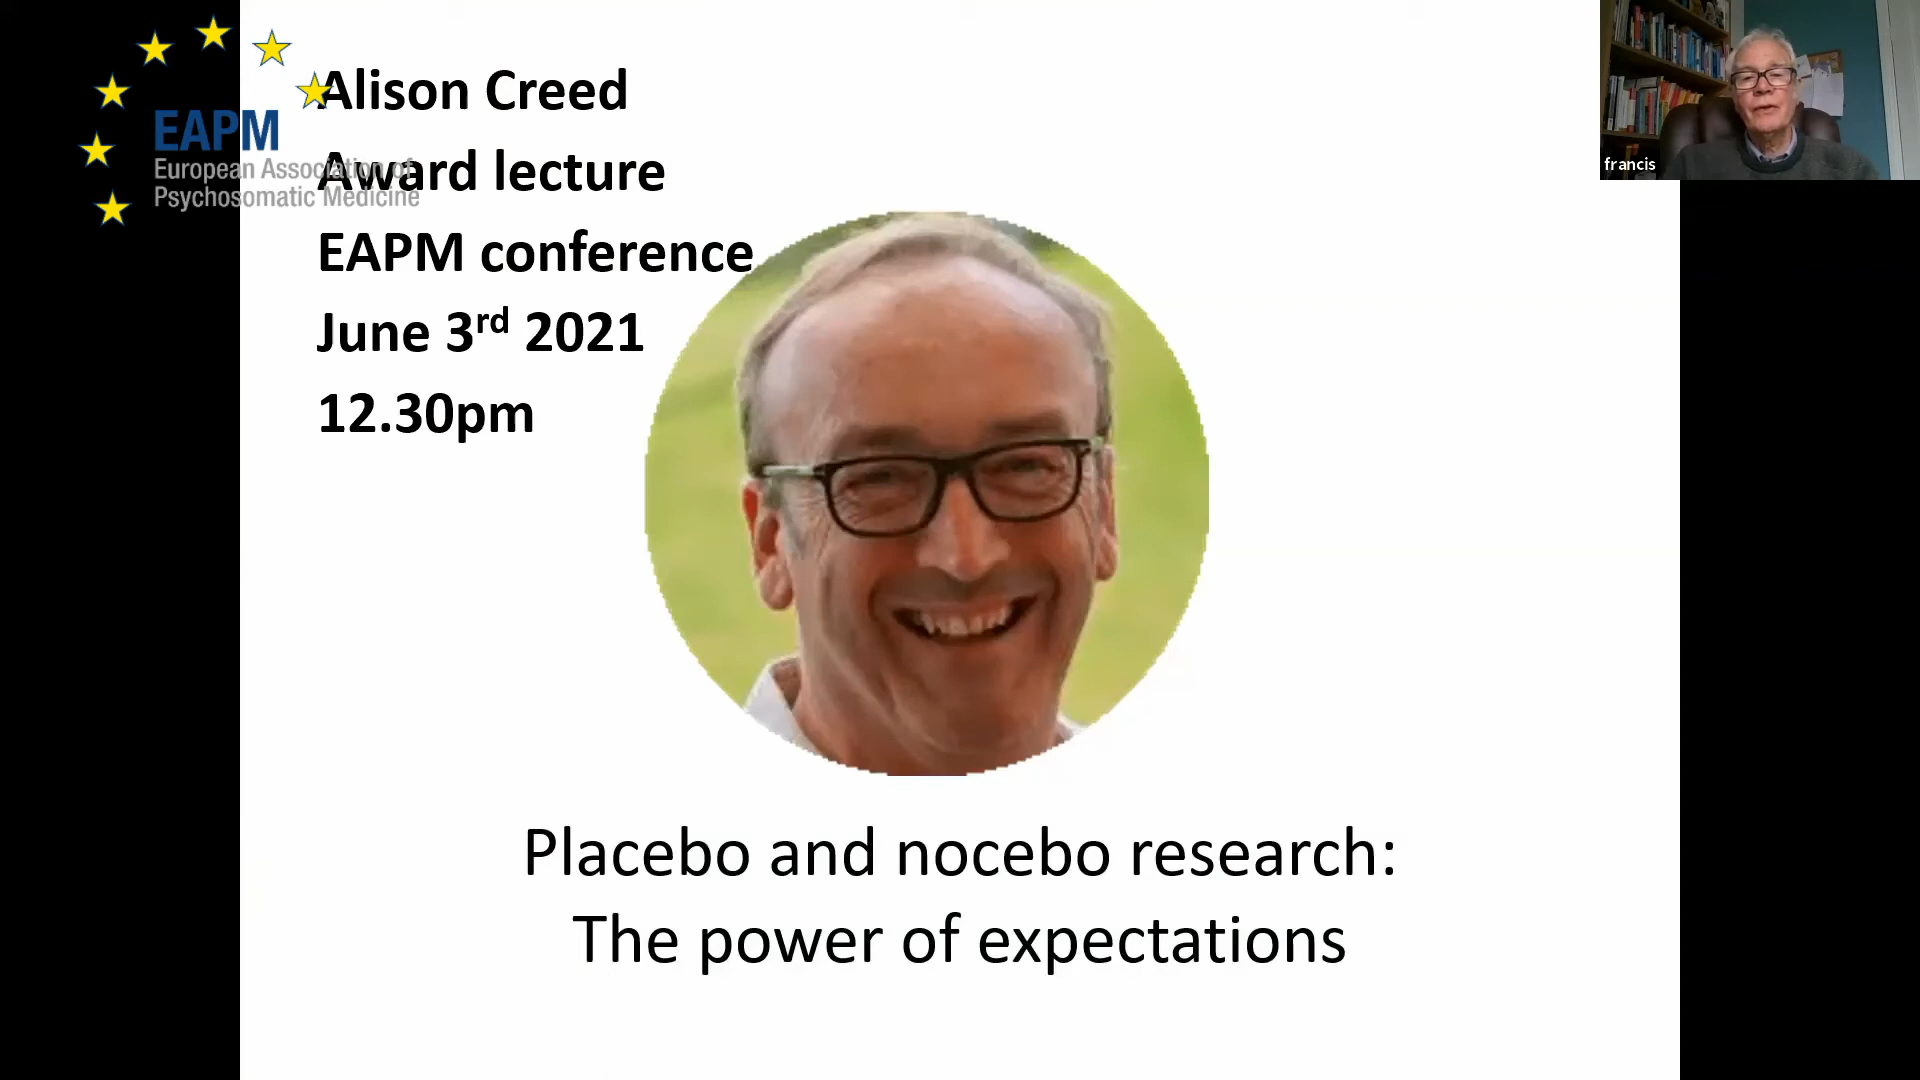 Alison Creed
Award lecture
EAPM conference
June 3rd 2021
12.30pm
EAPM
European Association of
Psychosomatic Medicine
francis
Placebo and nocebo research:
The power of expectations